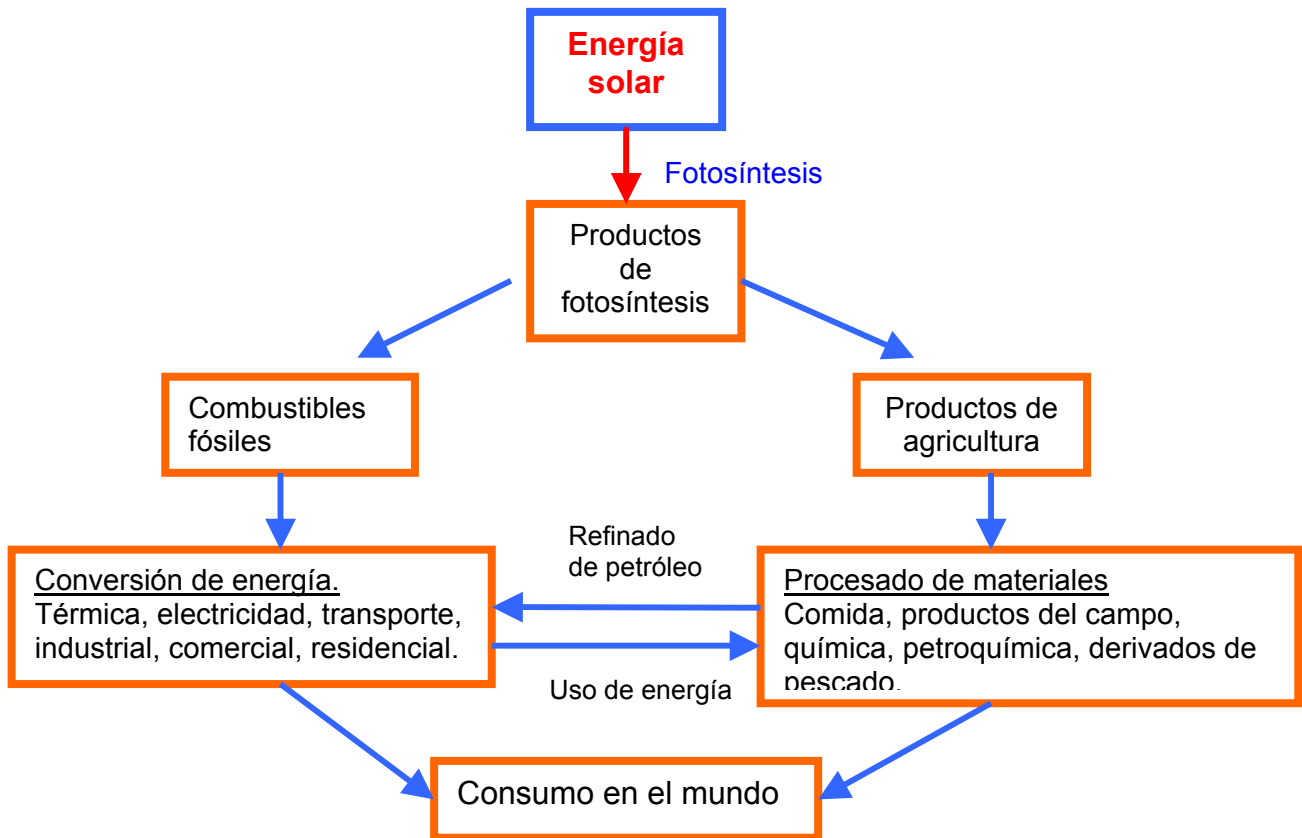 Energía
solar
Fotosíntesis
Productos
de
fotosíntesis
Combustibles
fósiles
Productos de
agricultura
Refinado
de petróleo
Conversión de energía.
Térmica, electricidad, transporte,
industrial, comercial, residencial.
Procesado de materiales
Comida, productos del campo,
química, petroquímica, derivados de
pescado.
Uso de energía
Consumo en el mundo